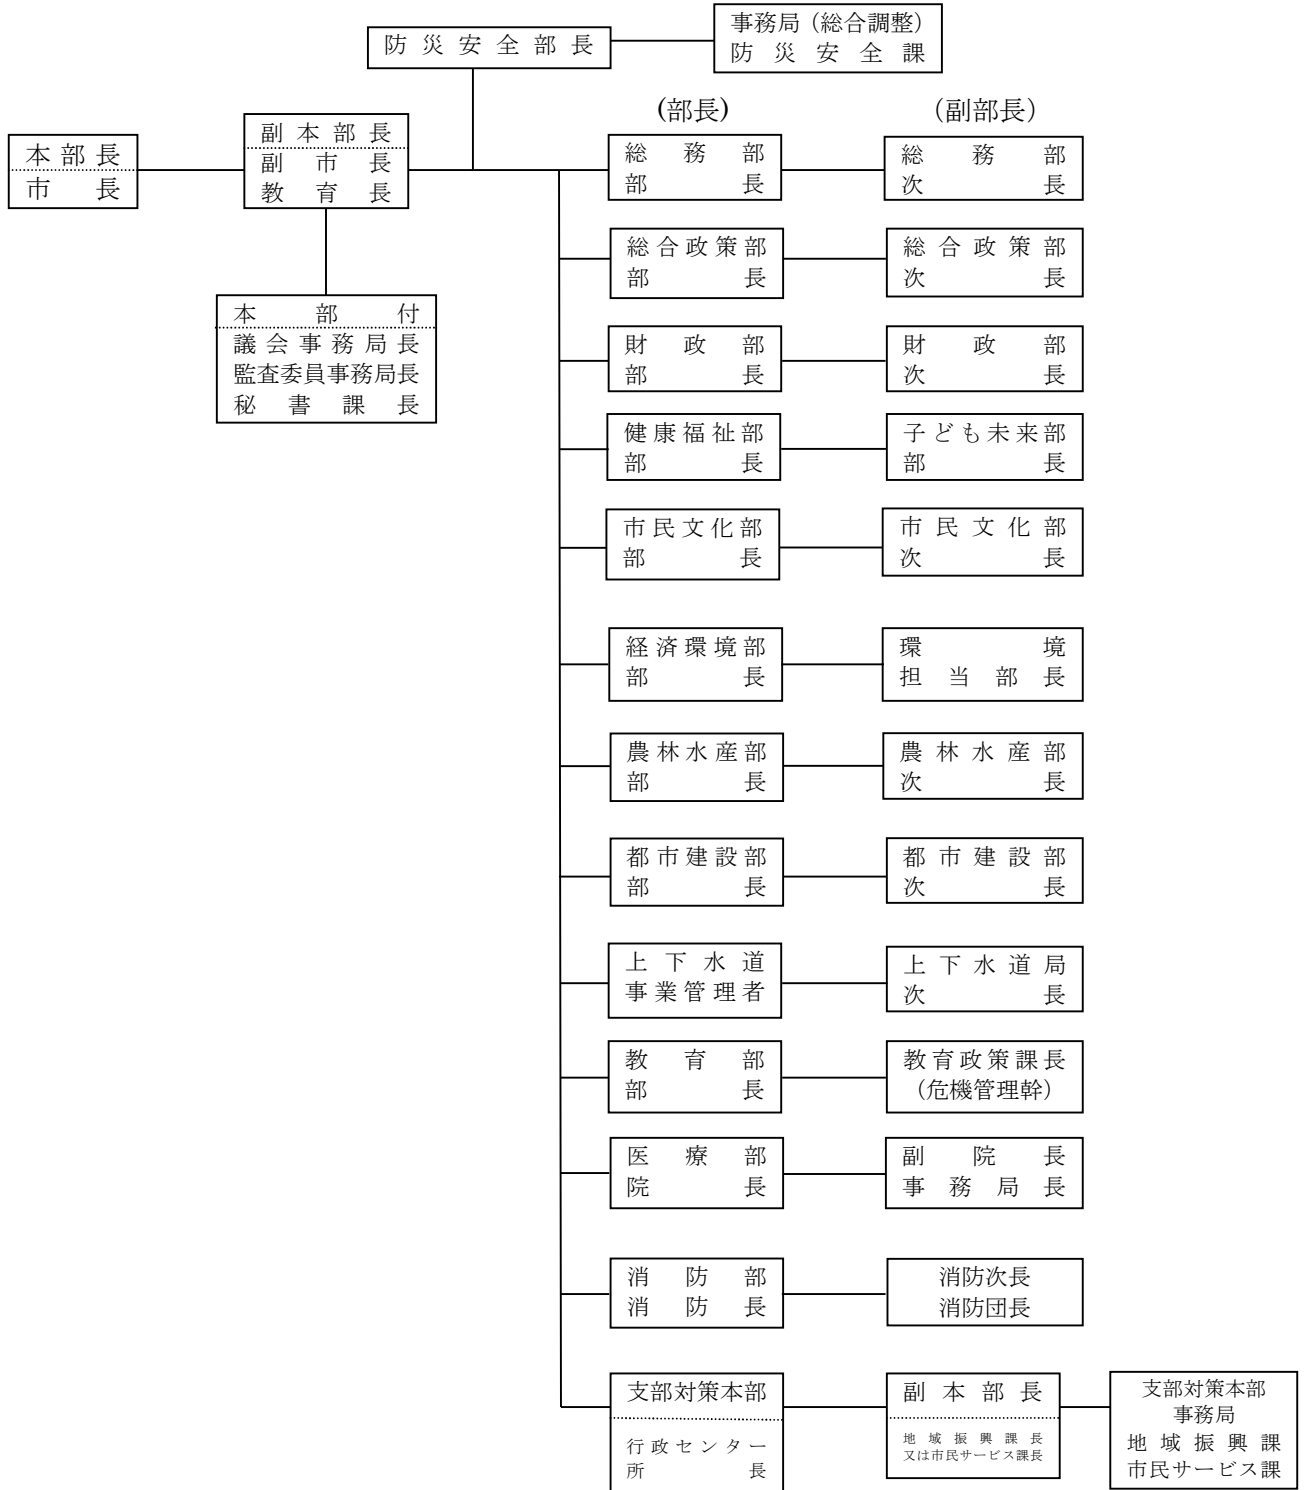 防災安全部長
事務局（総合調整）
防災安全課
(部長)
（副部長）
本部長
市長
副本部長
副市長
教育長
本部付
議会事務局長
監査委員事務局長
秘書課長
総務部
部長
総務部
次長
総合政策部
部長
総合政策部
次長
財政部
部長
財政部
次長
健康福祉部
部長
子ども未来部
部長
市民文化部
部長
市民文化部
次長
経済環境部
部長
環境
担当部長
農林水産部
部長
農林水産部
次長
都市建設部
部長
都市建設部
次長
上下水道
事業管理者
上下水道局
次長
教育部
部長
教育政策課長
（危機管理幹）
医療部
院長
副院長
事務局長
消防部
消防長
消防次長
消防団長
支部対策本部
行政センター
所長
副本部長
地域振興課長
又は市民サービス課長
支部対策本部
事務局
地域振興課
市民サービス課